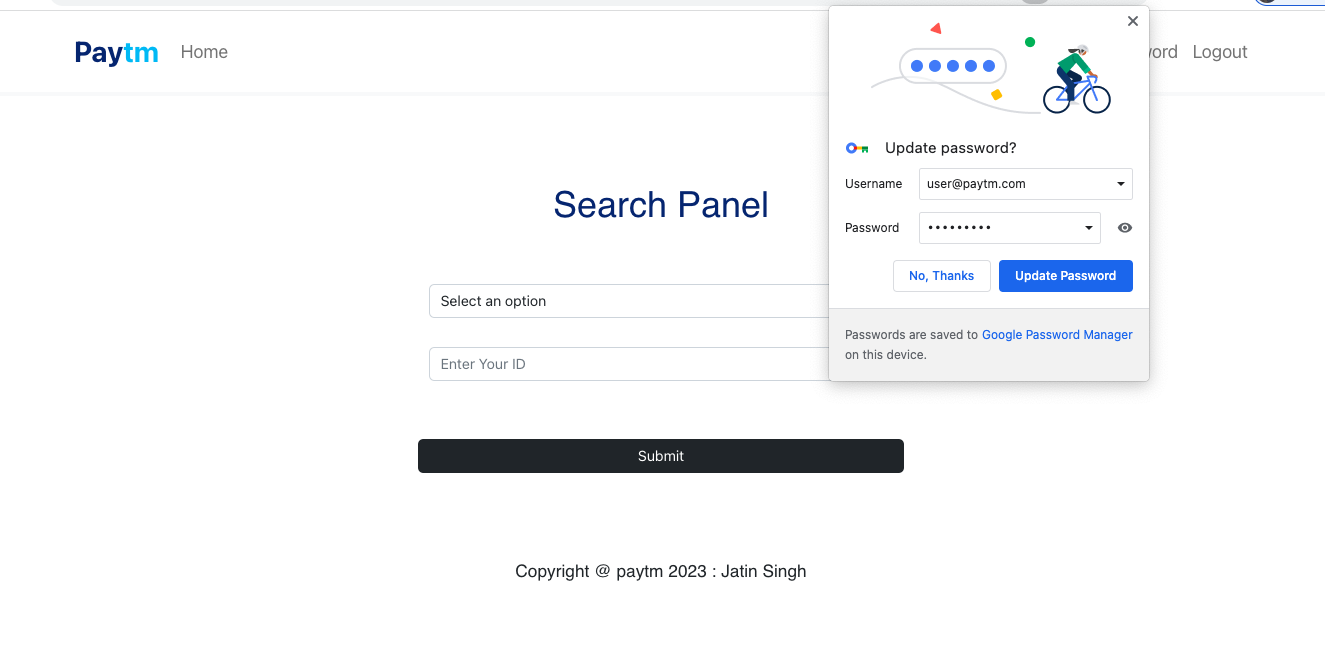 Paytm Home
Logout
Update password?
Username user@paytm.com
Password •••••••••
No, Thanks Update Password
Passwords are saved to Google Password Manager
on this device.
Search Panel
Select an option
Enter Your ID
Submit
Copyright @ paytm 2023 : Jatin Singh